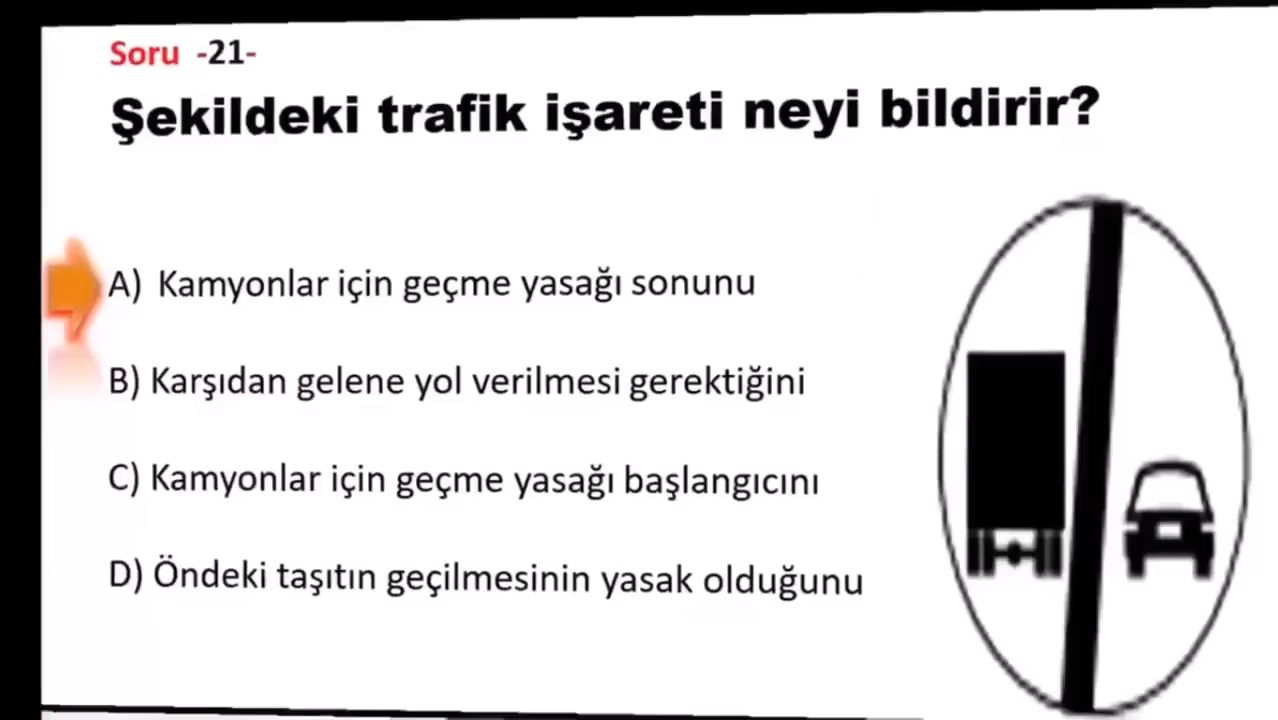 Soru -21-
Şekildeki trafik işareti neyi bildirir?
A) Kamyonlar için geçme yasağı sonunu
B) Karşıdan gelene yol verilmesi gerektiğini
C) Kamyonlar için geçme yasağı başlangıcını
D) Öndeki taşıtın geçilmesinin yasak olduğunu